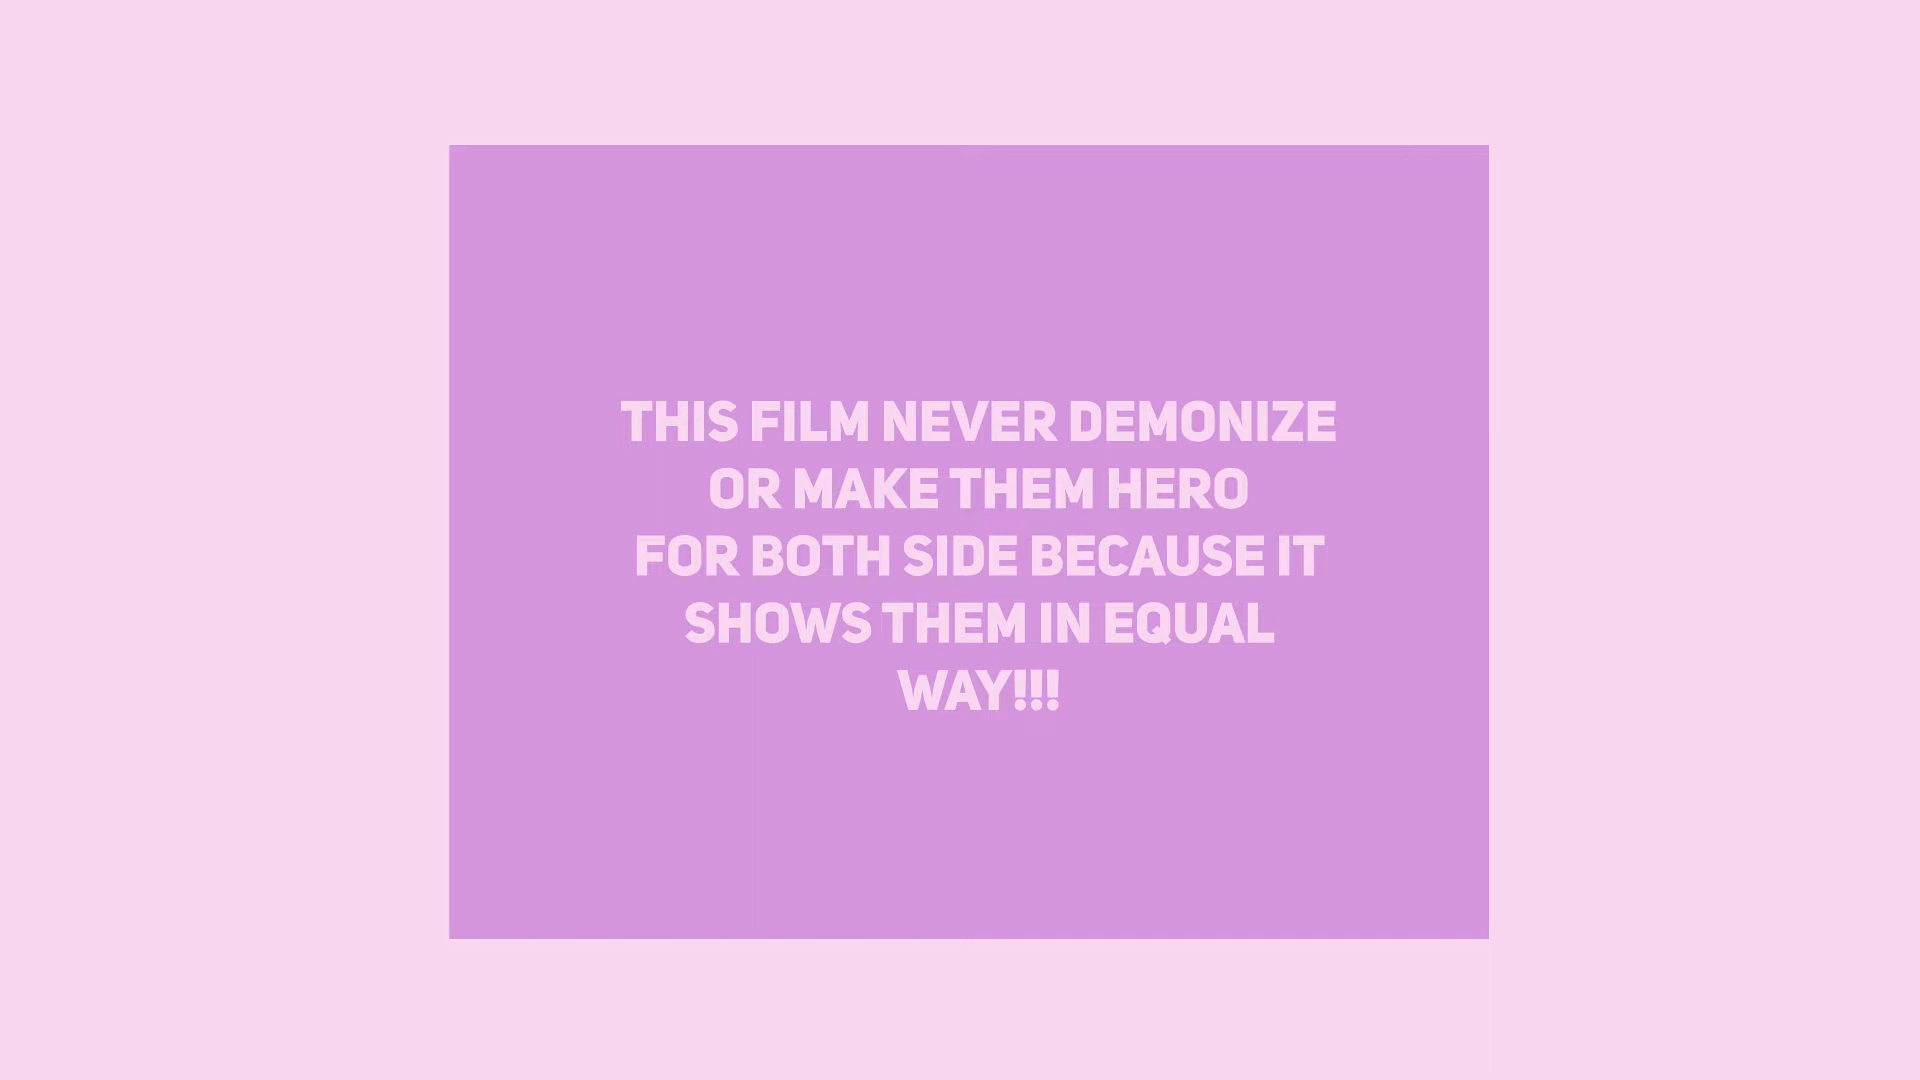 THIS FILM NEVER DEMONIZE
OR MAKE THEM HERO
FOR BOTH SIDE BECAUSE IT
SHOWS THEM IN EQUAL
WAY!!!